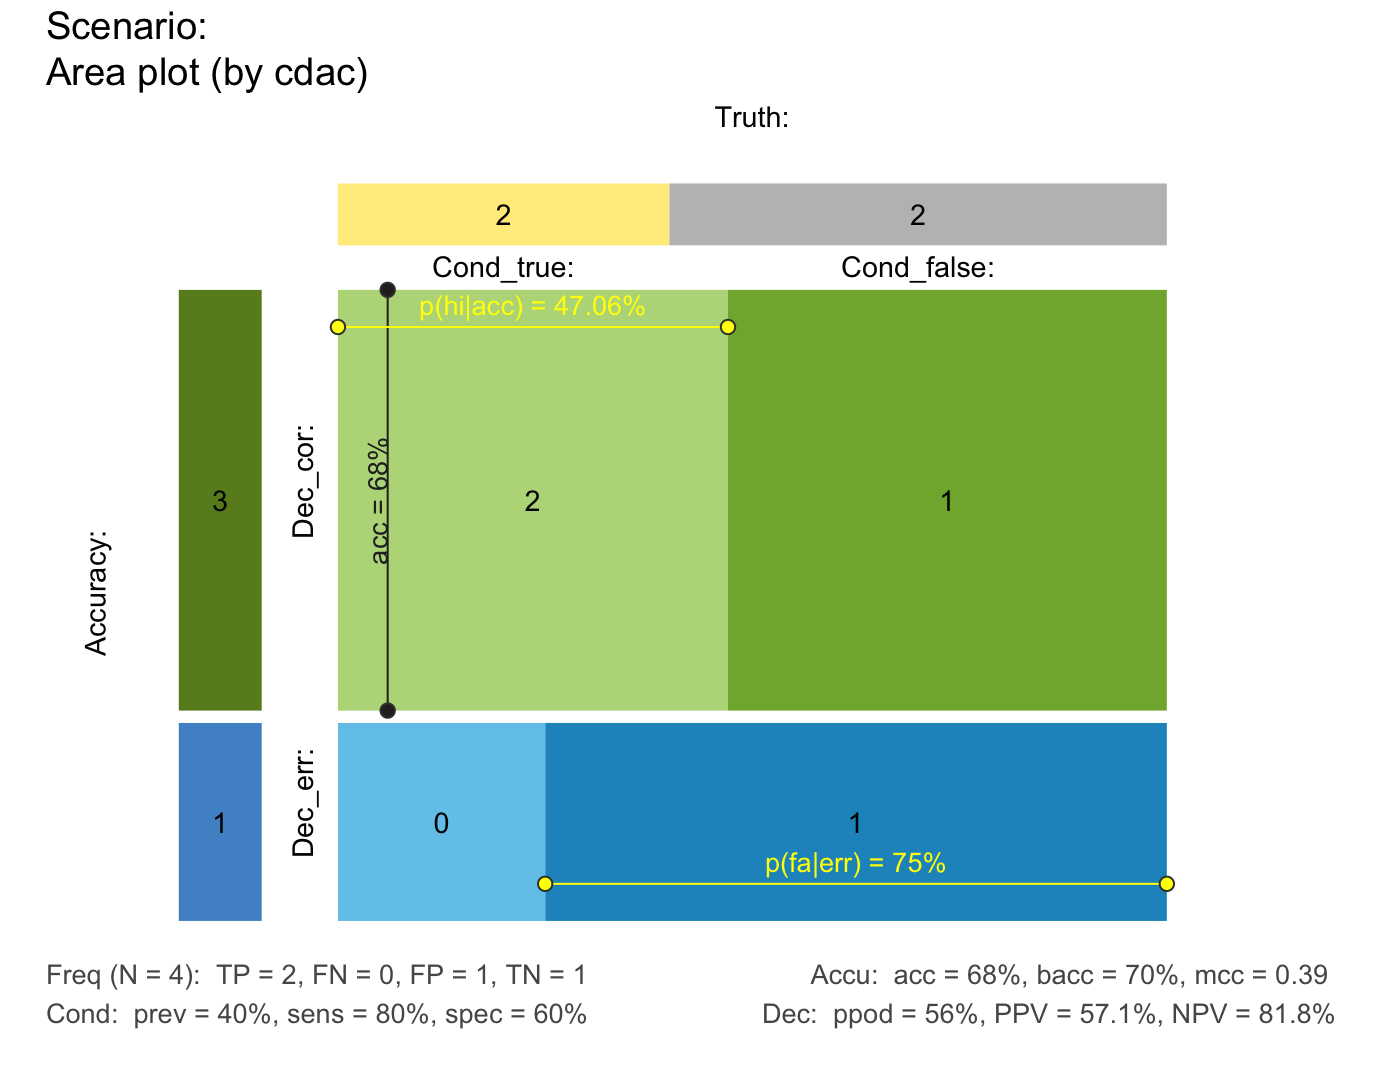 Scenario:
Area plot (by cdac)
Truth:
2
2
Cond_true:
Cond_false:
p(hi|acc) = 47.06%
Accuracy:
3
Dec_cor:
acc = 68%
2
1
1
Dec_err:
0
1
p(fa|err) = 75%
Freq (N = 4):  TP = 2, FN = 0, FP = 1, TN = 1
Accu:  acc = 68%, bacc = 70%, mcc = 0.39
Cond:  prev = 40%, sens = 80%, spec = 60%
Dec:  ppod = 56%, PPV = 57.1%, NPV = 81.8%